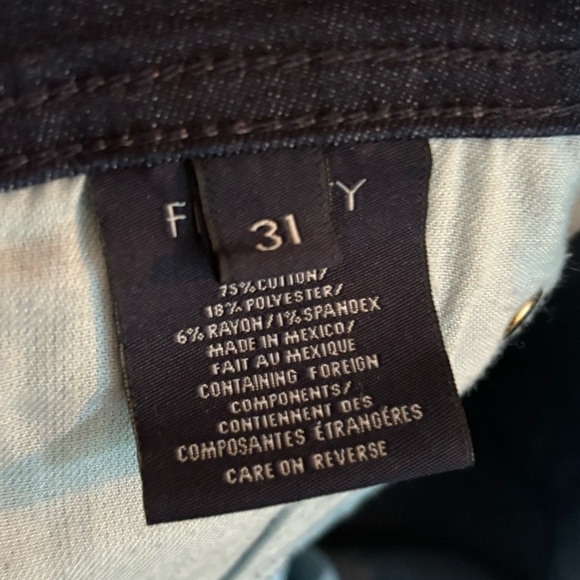 F Y
31
75% COTTON/
18% POLYESTER/
6% RAYON/1% SPANDEX
MADE IN MEXICO/
FAIT AU MEXIQUE
CONTAINING FOREIGN
COMPONENTS/
CONTIENNENT DES
COMPOSANTES ÉTRANGÉRES
CARE ON REVERSE